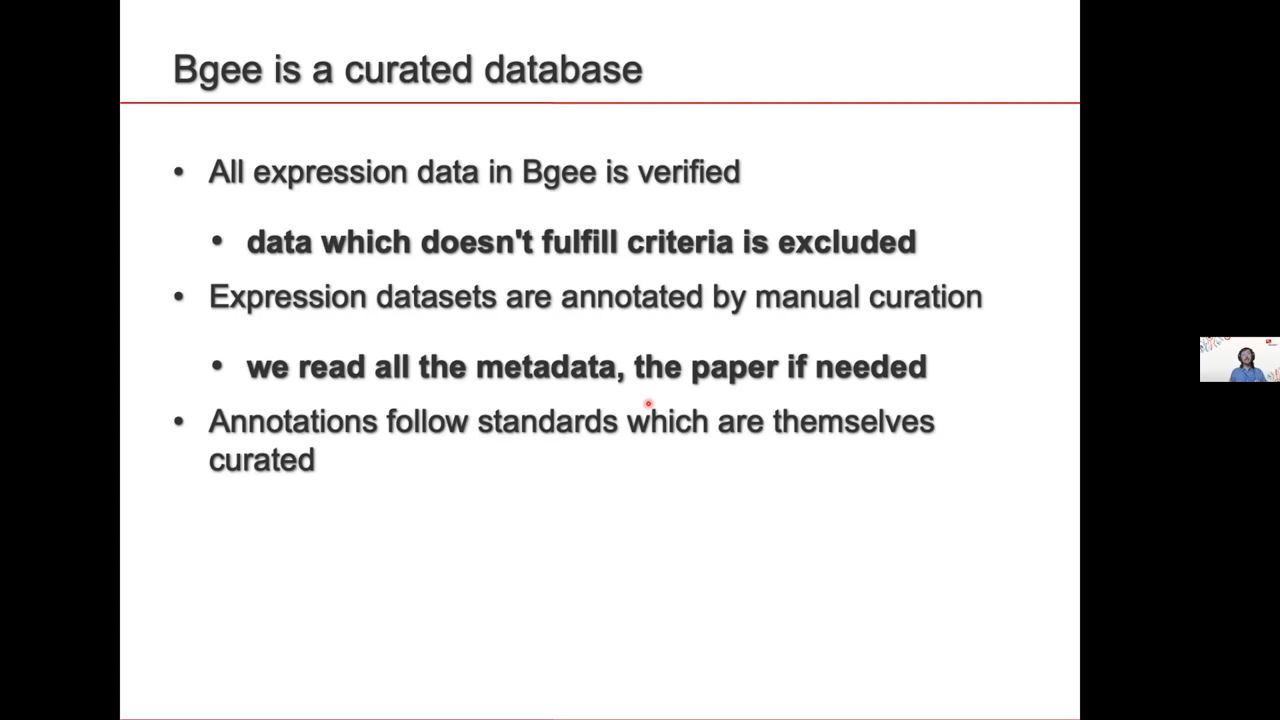 Bgee is a curated database
• All expression data in Bgee is verified
• data which doesn't fulfill criteria is excluded
• Expression datasets are annotated by manual curation
• we read all the metadata, the paper if needed
• Annotations follow standards which are themselves
curated